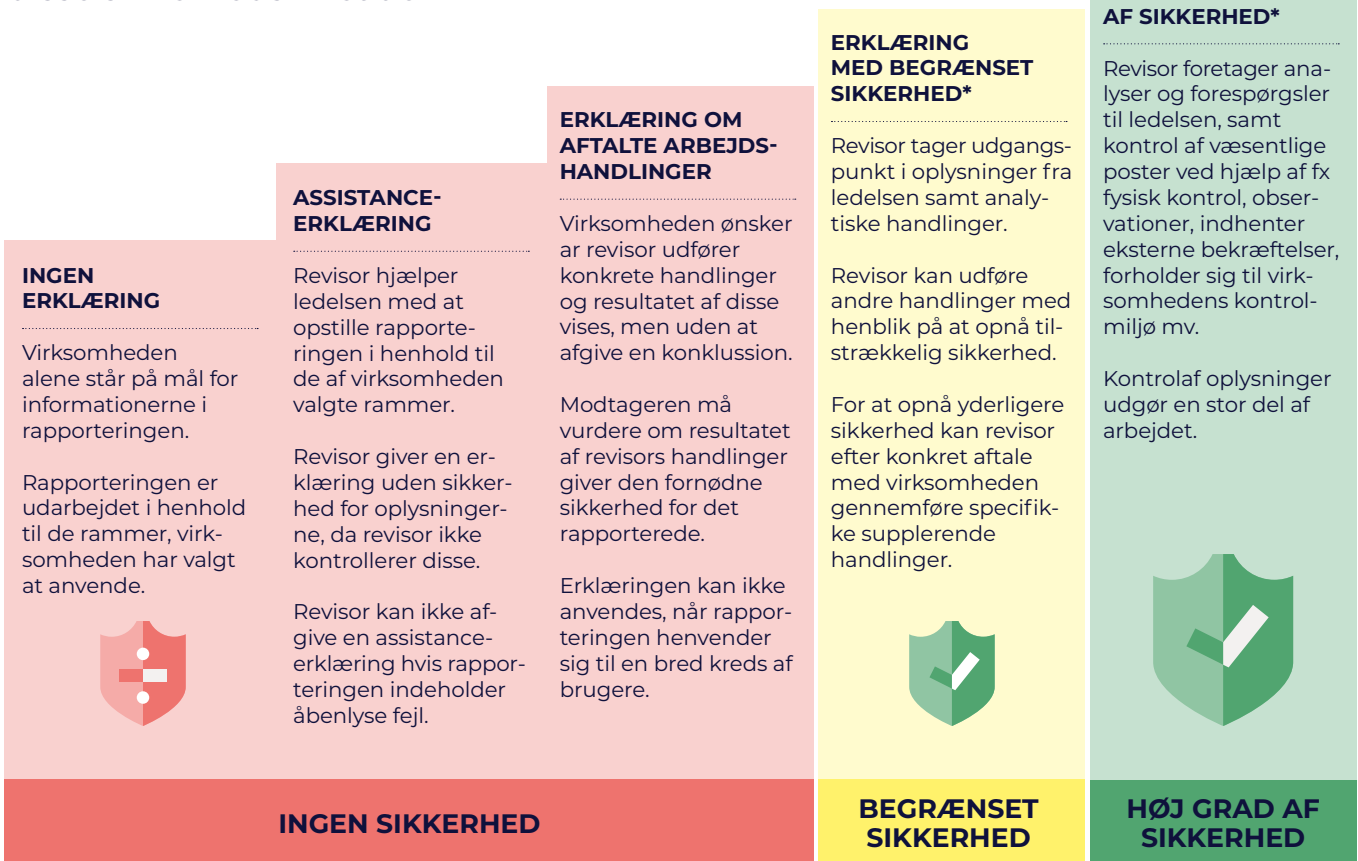 INGEN
ERKLÆRING
Virksomheden
alene står på mål for
informationerne i
rapporteringen.
Rapporteringen er
udarbejdet i henhold
til de rammer, virk-
somheden har valgt
at anvende.
ASSISTANCE-
ERKLÆRING
Revisor hjælper
ledelsen med at
opstille rapporte-
ringen i henhold til
de af virksomheden
valgte rammer.
Revisor giver en er-
klæring uden sikker-
hed for oplysninger-
ne, da revisor ikke
kontrollerer disse.
Revisor kan ikke af-
give en assistance-
erklæring hvis rappor-
teringen indeholder
åbenlyse fejl.
ERKLÆRING OM
AFTALTE ARBEJDS-
HANDLINGER
Virksomheden ønsker
ar revisor udfører
konkrete handlinger
og resultatet af disse
vises, men uden at
afgive en konklussion.
Modtageren må
vurdere om resultatet
af revisors handlinger
giver den fornødne
sikkerhed for det
rapporterede.
Erklæringen kan ikke
anvendes, når rappor-
teringen henvender
sig til en bred kreds af
brugere.
ERKLÆRING
MED BEGRÆNSET
SIKKERHED*
Revisor tager udgangs-
punkt i oplysninger fra
ledelsen samt analy-
tiske handlinger.
Revisor kan udføre
andre handlinger med
henblik på at opnå til-
strækkelig sikkerhed.
For at opnå yderligere
sikkerhed kan revisor
efter konkret aftale
med virksomheden
gennemføre specifik-
ke supplerende
handlinger.
AF SIKKERHED*
Revisor foretager ana-
lyser og forespørgsler
til ledelsen, samt
kontrol af væsentlige
poster ved hjælp af fx
fysisk kontrol, obser-
vationer, indhenter
eksterne bekræftelser,
forholder sig til virk-
somhedens kontrol-
miljø mv.
Kontrolaf oplysninger
udgør en stor del af
arbejdet.
INGEN SIKKERHED
BEGRÆNSET
SIKKERHED
HØJ GRAD AF
SIKKERHED